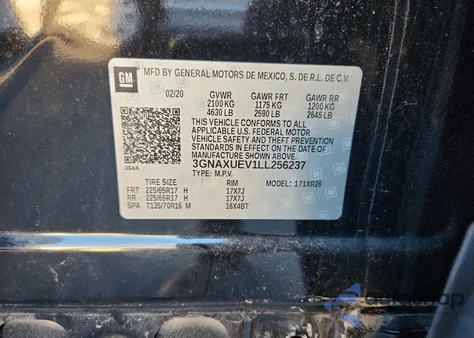 GM
MFD BY GENERAL MOTORS DE MEXICO, S. DE R.L. DE C.V.
02/20 GVWR GAWR FRT GAWR RR
2100 KG 1175 KG 1200 KG
4630 LB 2590 LB 2645 LB
THIS VEHICLE CONFORMS TO ALL
APPLICABLE U.S. FEDERAL MOTOR
VEHICLE SAFETY AND THEFT
PREVENTION STANDARDS IN EFFECT
ON THE DATE OF MANUFACTURE
SHOWN ABOVE.
394A 3GNAXUEV1LL256237
TYPE: M.P.V.
TIRE SIZE RIM 171XR26
FRT 225/65R17 H 17X7J
RR 225/65R17 H 17X7J
SPA T135/70R16 M 16X4BT